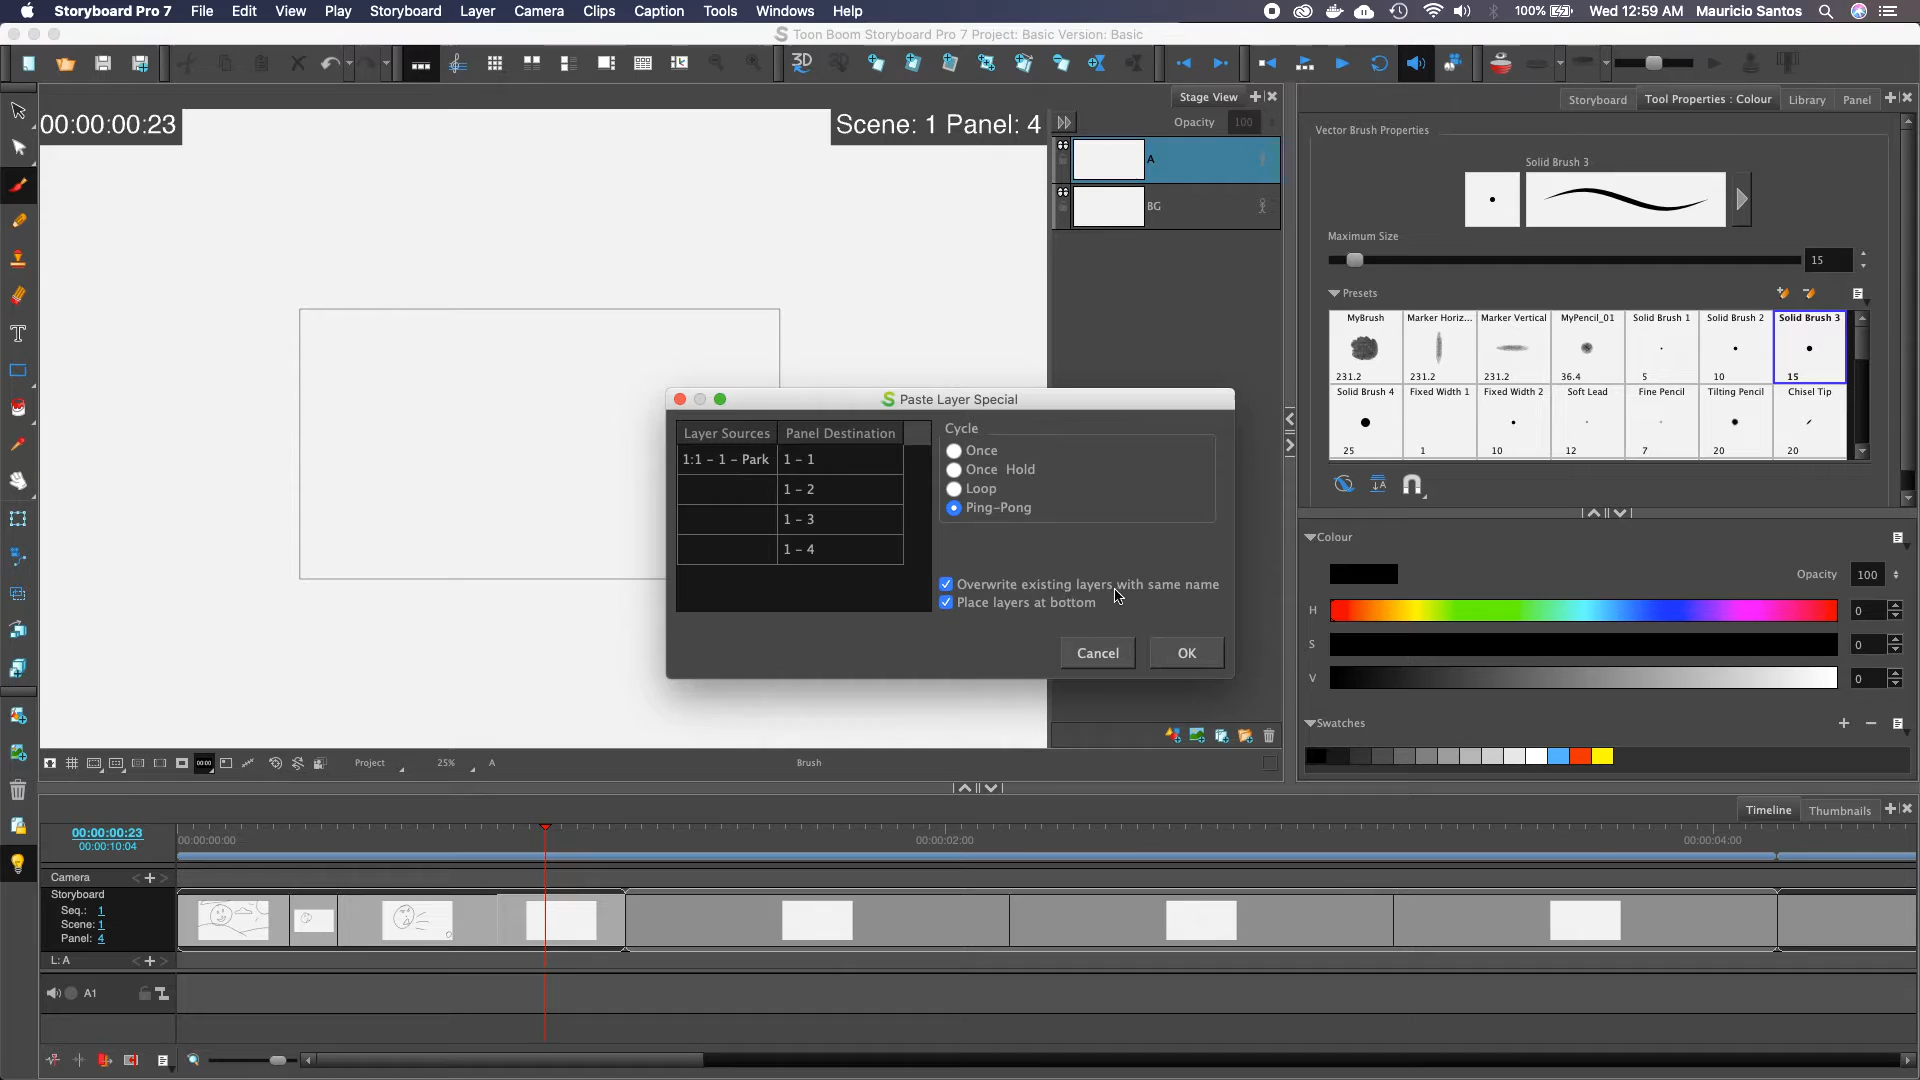 Storyboard Pro 7 File Edit View Play Storyboard Layer Camera Clips Caption Tools Windows Help 100% Wed 12:59 AM Mauricio Santos
Toon Boom Storyboard Pro 7 Project: Basic Version: Basic
3D
Stage View
Storyboard Tool Properties : Colour Library Panel
00:00:00:23
Scene: 1 Panel: 4
Opacity 100
A
BG
Vector Brush Properties
Solid Brush 3
Maximum Size
15
Presets
MyBrush Marker Horiz... Marker Vertical MyPencil_01 Solid Brush 1 Solid Brush 2 Solid Brush 3
231.2 231.2 231.2 36.4 5 10 15
Solid Brush 4 Fixed Width 1 Fixed Width 2 Soft Lead Fine Pencil Tilting Pencil Chisel Tip
25 1 10 12 7 20 20
Paste Layer Special
Layer Sources Panel Destination
1:1 - 1 - Park 1 - 1
1 - 2
1 - 3
1 - 4
Cycle
Once
Once Hold
Loop
Ping-Pong
Overwrite existing layers with same name
Place layers at bottom
Cancel OK
Colour
Opacity 100
H 0
S 0
V 0
Swatches
00:00 Project 25% A Brush
Timeline Thumbnails
00:00:00:23
00:00:10:04
00:00:00:00 00:00:02:00 00:00:04:00
Camera
Storyboard
Seq.: 1
Scene: 1
Panel: 4
L: A
A1